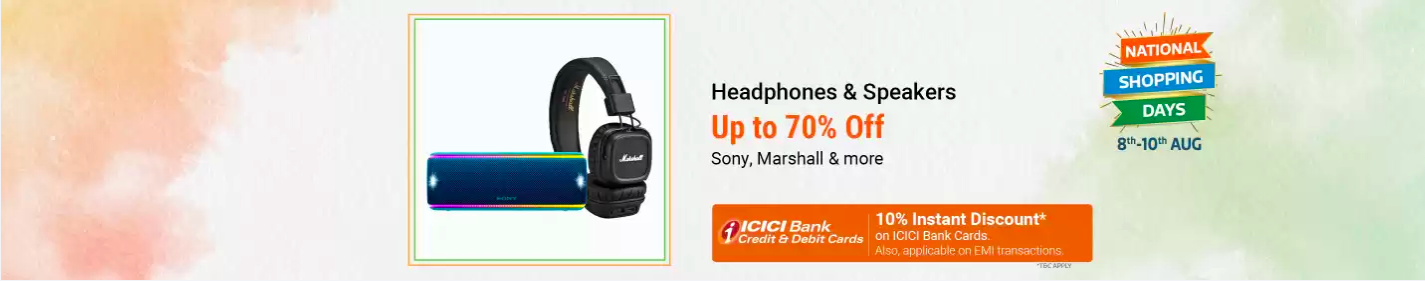 Headphones & Speakers
Up to 70% Off
Sony, Marshall & more
Marshall
SONY
ICICI Bank
Credit & Debit Cards
10% Instant Discount*
on ICICI Bank Cards.
Also, applicable on EMI transactions.
*T&C APPLY
NATIONAL
SHOPPING
DAYS
8th-10th AUG